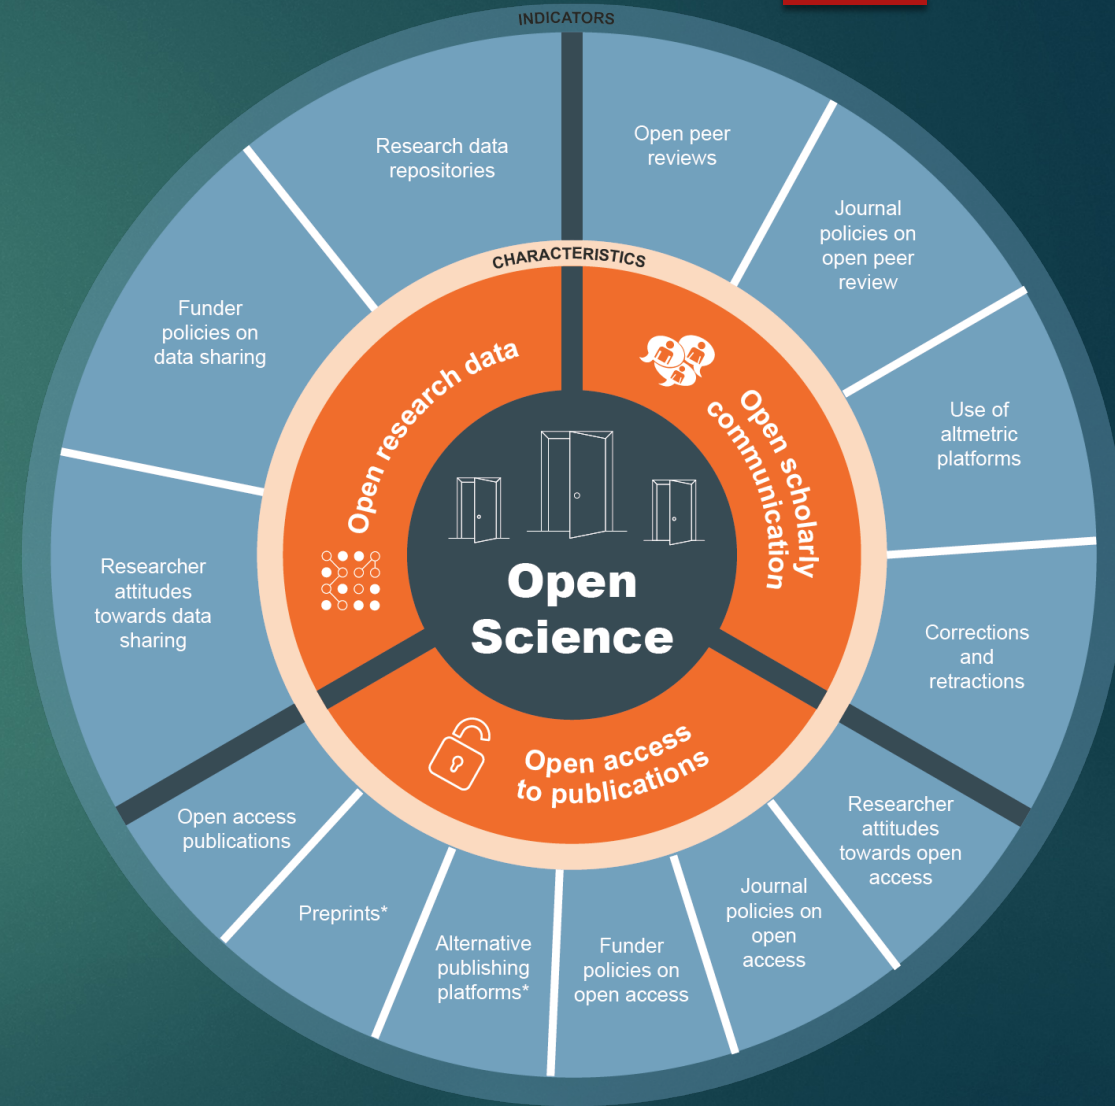 INDICATORS
Research data
repositories
Open peer
reviews
Journal
policies on
open peer
review
Use of
altmetric
platforms
Corrections
and
retractions
Researcher
attitudes
towards open
access
Journal
policies on
open
access
Funder
policies on
open access
Alternative
publishing
platforms*
Preprints*
Open access
publications
Researcher
attitudes
towards data
sharing
Funder
policies on
data sharing
CHARACTERISTICS
Open research data
Open scholarly
communication
Open access
to publications
Open
Science